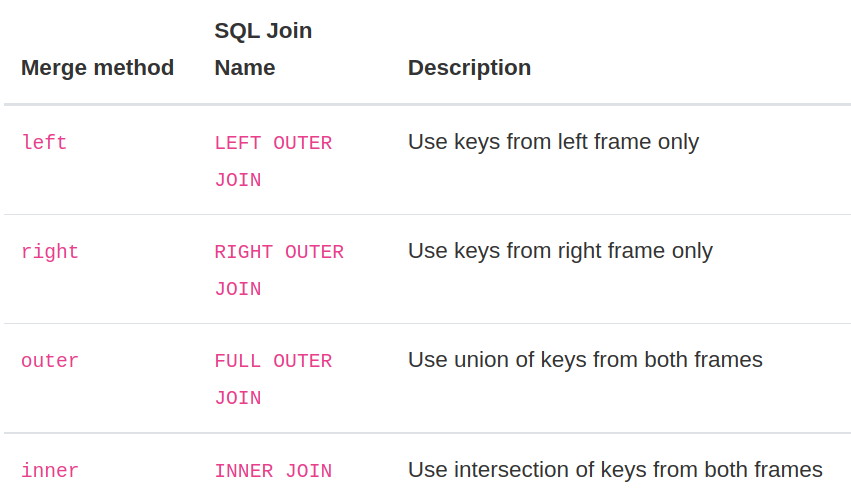 Merge method SQL Join Name Description
left LEFT OUTER JOIN Use keys from left frame only
right RIGHT OUTER JOIN Use keys from right frame only
outer FULL OUTER JOIN Use union of keys from both frames
inner INNER JOIN Use intersection of keys from both frames